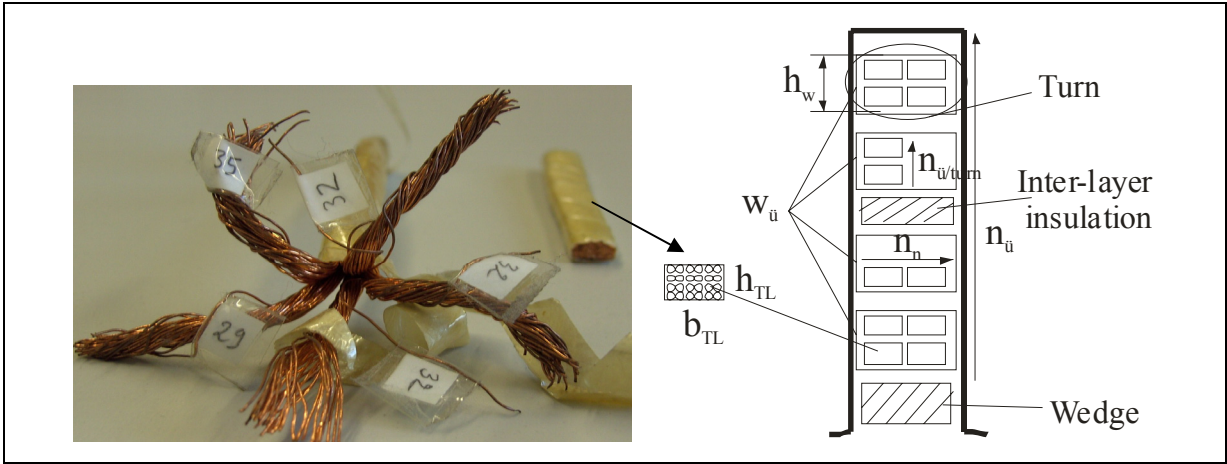 35
32
32
29
32
h_w
Turn
n_ü/turn
Inter-layer
insulation
w_ü
n_n
n_ü
h_TL
b_TL
Wedge